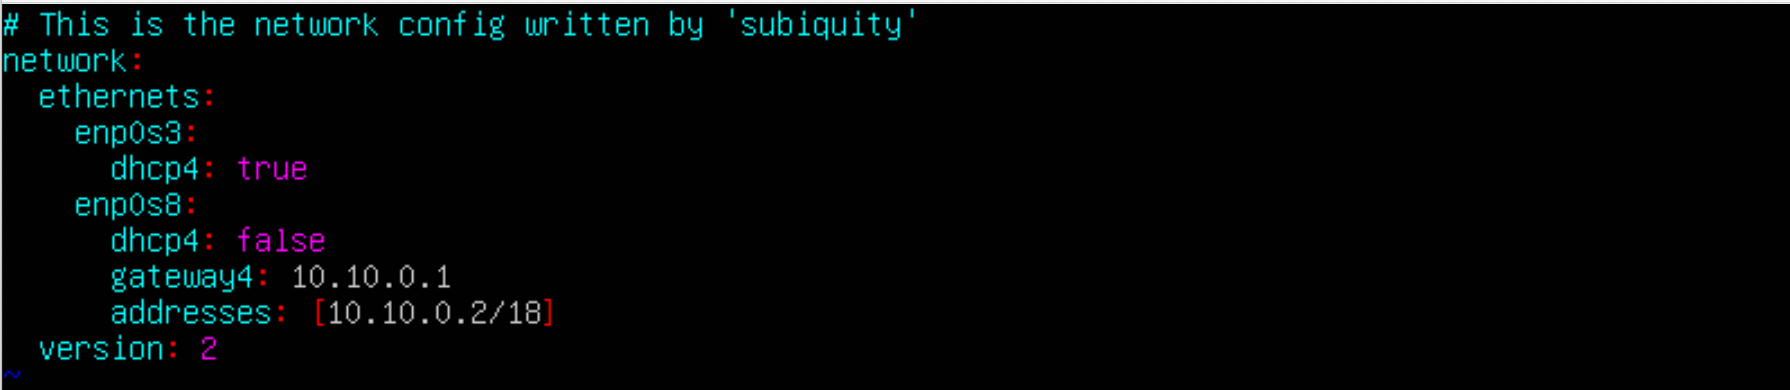 # This is the network config written by 'subiquity'
network:
  ethernets:
    enp0s3:
      dhcp4: true
    enp0s8:
      dhcp4: false
      gateway4: 10.10.0.1
      addresses: [10.10.0.2/18]
  version: 2
~